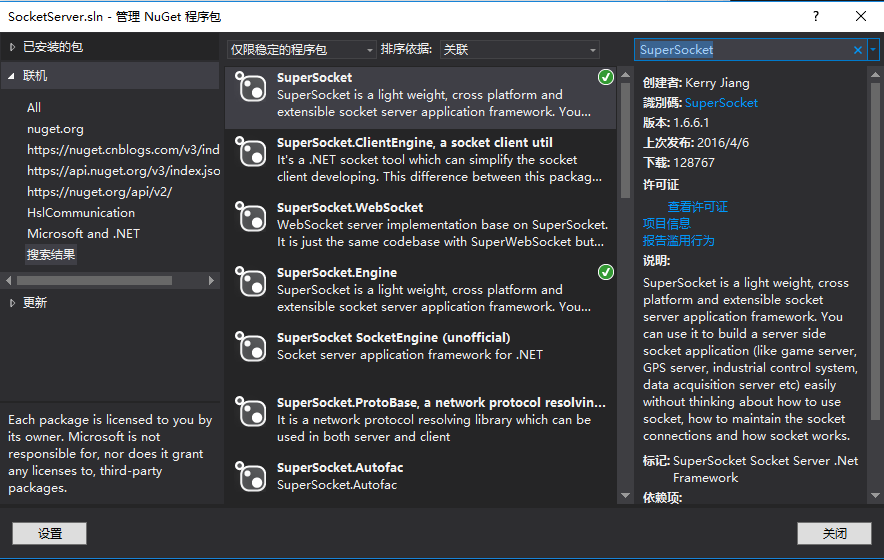 SocketServer.sln - 管理 NuGet 程序包
已安装的包
联机
All
nuget.org
https://nuget.cnblogs.com/v3/ind
https://api.nuget.org/v3/index.jso
https://nuget.org/api/v2/
HslCommunication
Microsoft and .NET
搜索结果
更新
Each package is licensed to you by
its owner. Microsoft is not
responsible for, nor does it grant
any licenses to, third-party
packages.
仅限稳定的程序包 排序依据: 关联
SuperSocket
SuperSocket is a light weight, cross platform and
extensible socket server application framework. You...
SuperSocket.ClientEngine, a socket client util
It's a .NET socket tool which can simplify the socket
client developing. This difference between this packag...
SuperSocket.WebSocket
WebSocket server implementation base on SuperSocket.
It is just the same codebase with SuperWebSocket but...
SuperSocket.Engine
SuperSocket is a light weight, cross platform and
extensible socket server application framework. You...
SuperSocket SocketEngine (unofficial)
Socket server application framework for .NET
SuperSocket.ProtoBase, a network protocol resolvin...
It is a network protocol resolving library which can be
used in both server and client
SuperSocket.Autofac
SuperSocket.Autofac
SuperSocket
创建者: Kerry Jiang
識別碼: SuperSocket
版本: 1.6.6.1
上次发布: 2016/4/6
下载: 128767
许可证
查看许可证
项目信息
报告滥用行为
说明:
SuperSocket is a light weight, cross
platform and extensible socket
server application framework. You
can use it to build a server side
socket application (like game server,
GPS server, industrial control system,
data acquisition server etc) easily
without thinking about how to use
socket, how to maintain the socket
connections and how socket works.
标记: SuperSocket Socket Server .Net
Framework
依赖项:
设置
关闭